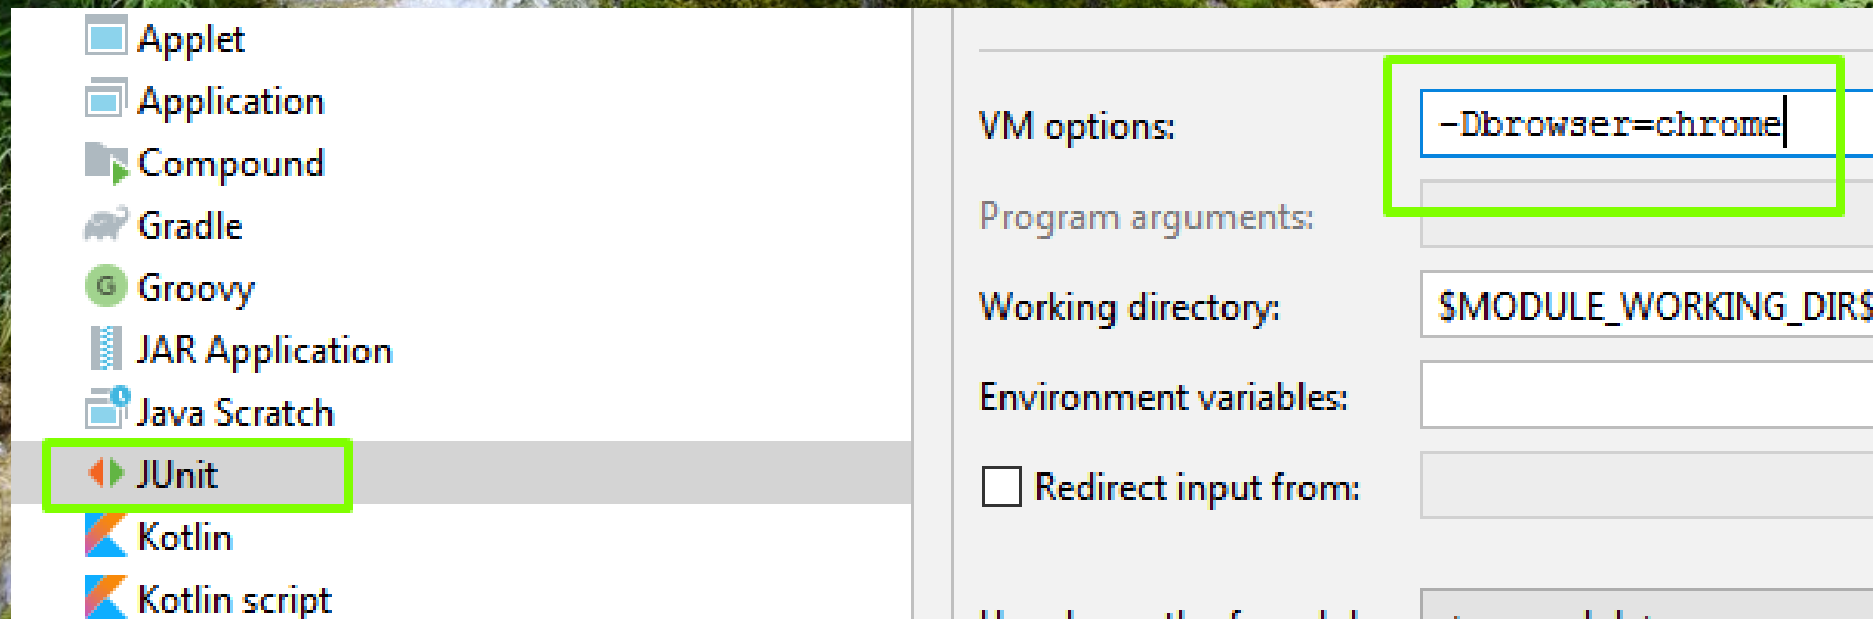 Applet
Application
Compound
Gradle
G Groovy
JAR Application
Java Scratch
JUnit
Kotlin
Kotlin script
VM options: -Dbrowser=chrome
Program arguments:
Working directory: $MODULE_WORKING_DIR$
Environment variables:
Redirect input from: